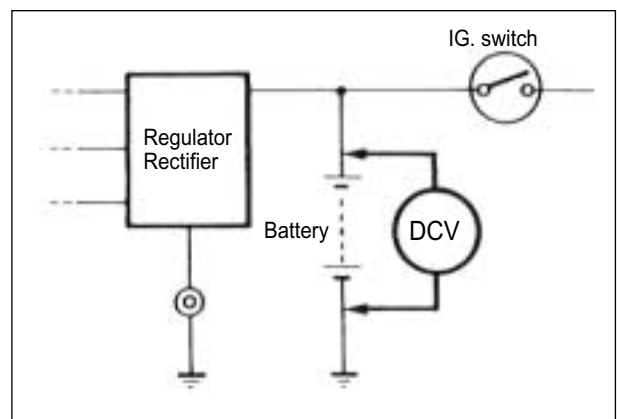 IG. switch
Regulator
Rectifier
Battery
DCV